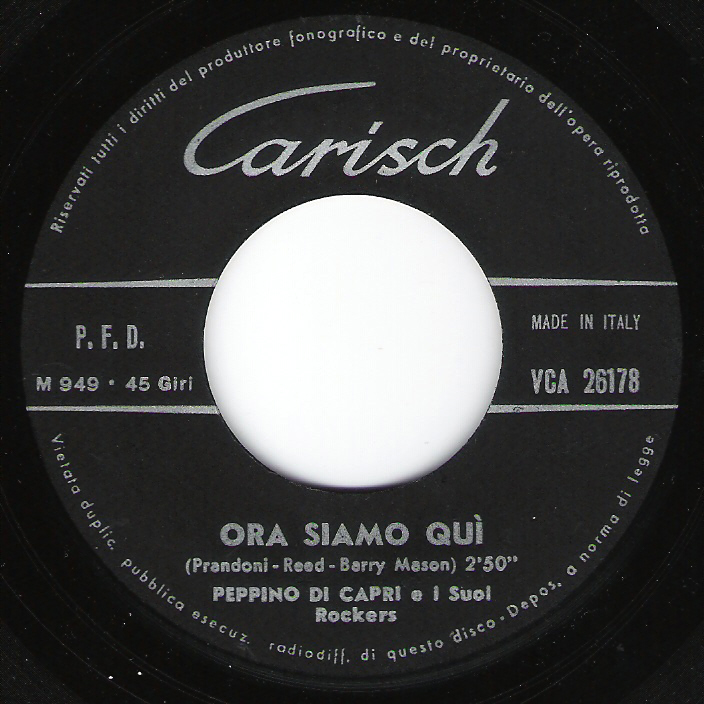 Riservati tutti i diritti del produttore fonografico e del proprietario dell'opera riprodotta
Carisch
P. F. D.
M 949 · 45 Giri
MADE IN ITALY
VCA 26178
ORA SIAMO QUÌ
(Prandoni - Reed - Barry Mason) 2'50"
PEPPINO DI CAPRI e I Suoi
Rockers
Vietata duplic. pubblica esecuz. radiodiff. di questo disco · Depos. a norma di legge